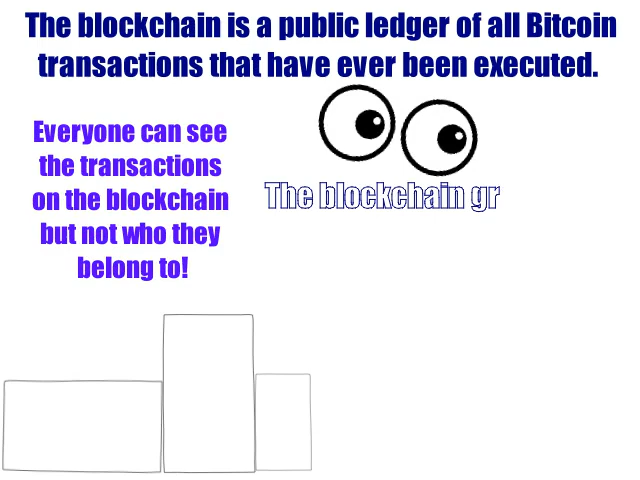 The blockchain is a public ledger of all Bitcoin
transactions that have ever been executed.
Everyone can see
the transactions
on the blockchain
but not who they
belong to!
The blockchain gr